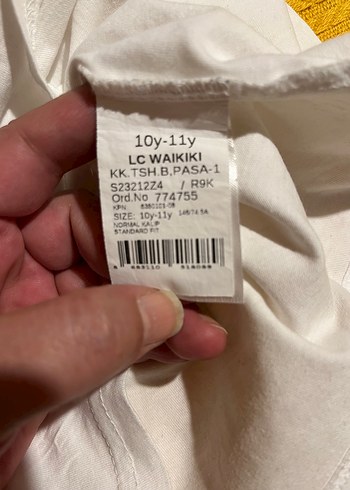 10y-11y
LC WAIKIKI
KK.TSH.B,PASA-1
S23212Z4 / R9K
Ord.No 774755
KPN
SIZE: 10y-11y
NORMAL KALIP
STANDARD FIT